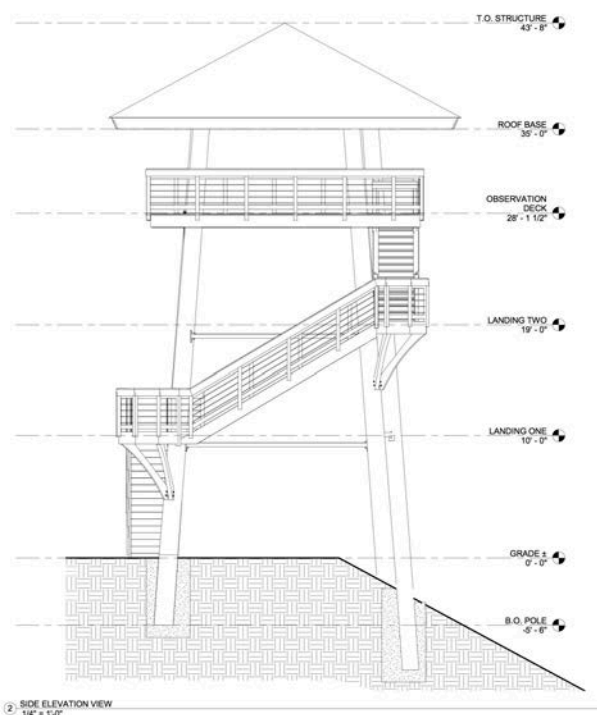 T.O. STRUCTURE
43' - 8"
ROOF BASE
35' - 0"
OBSERVATION
DECK
28' - 1 1/2"
LANDING TWO
19' - 0"
LANDING ONE
10' - 0"
GRADE ±
0' - 0"
B.O. POLE
-5' - 6"
2 SIDE ELEVATION VIEW
1/4" = 1'-0"